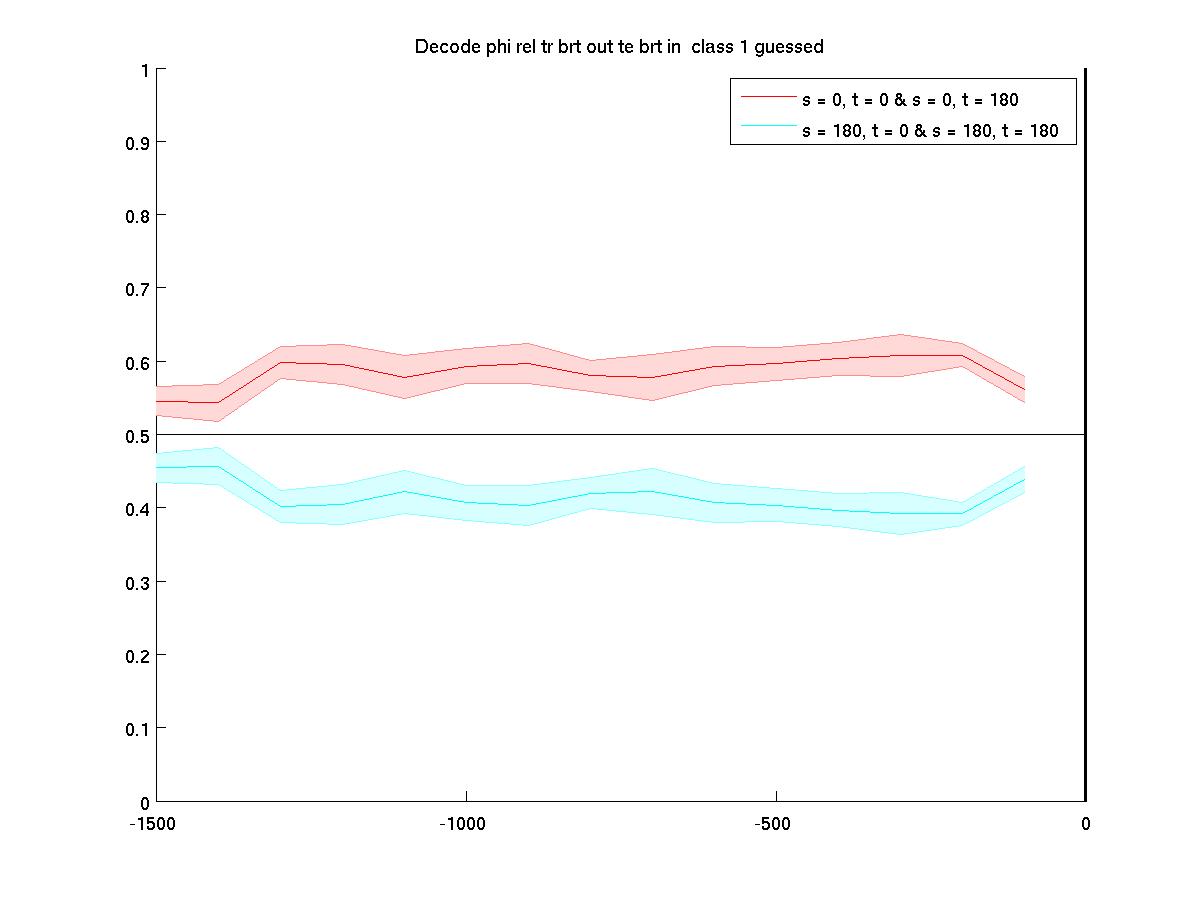 Decode phi rel tr brt out te brt in  class 1 guessed
s = 0, t = 0 & s = 0, t = 180
s = 180, t = 0 & s = 180, t = 180
1
0.9
0.8
0.7
0.6
0.5
0.4
0.3
0.2
0.1
0
-1500 -1000 -500 0